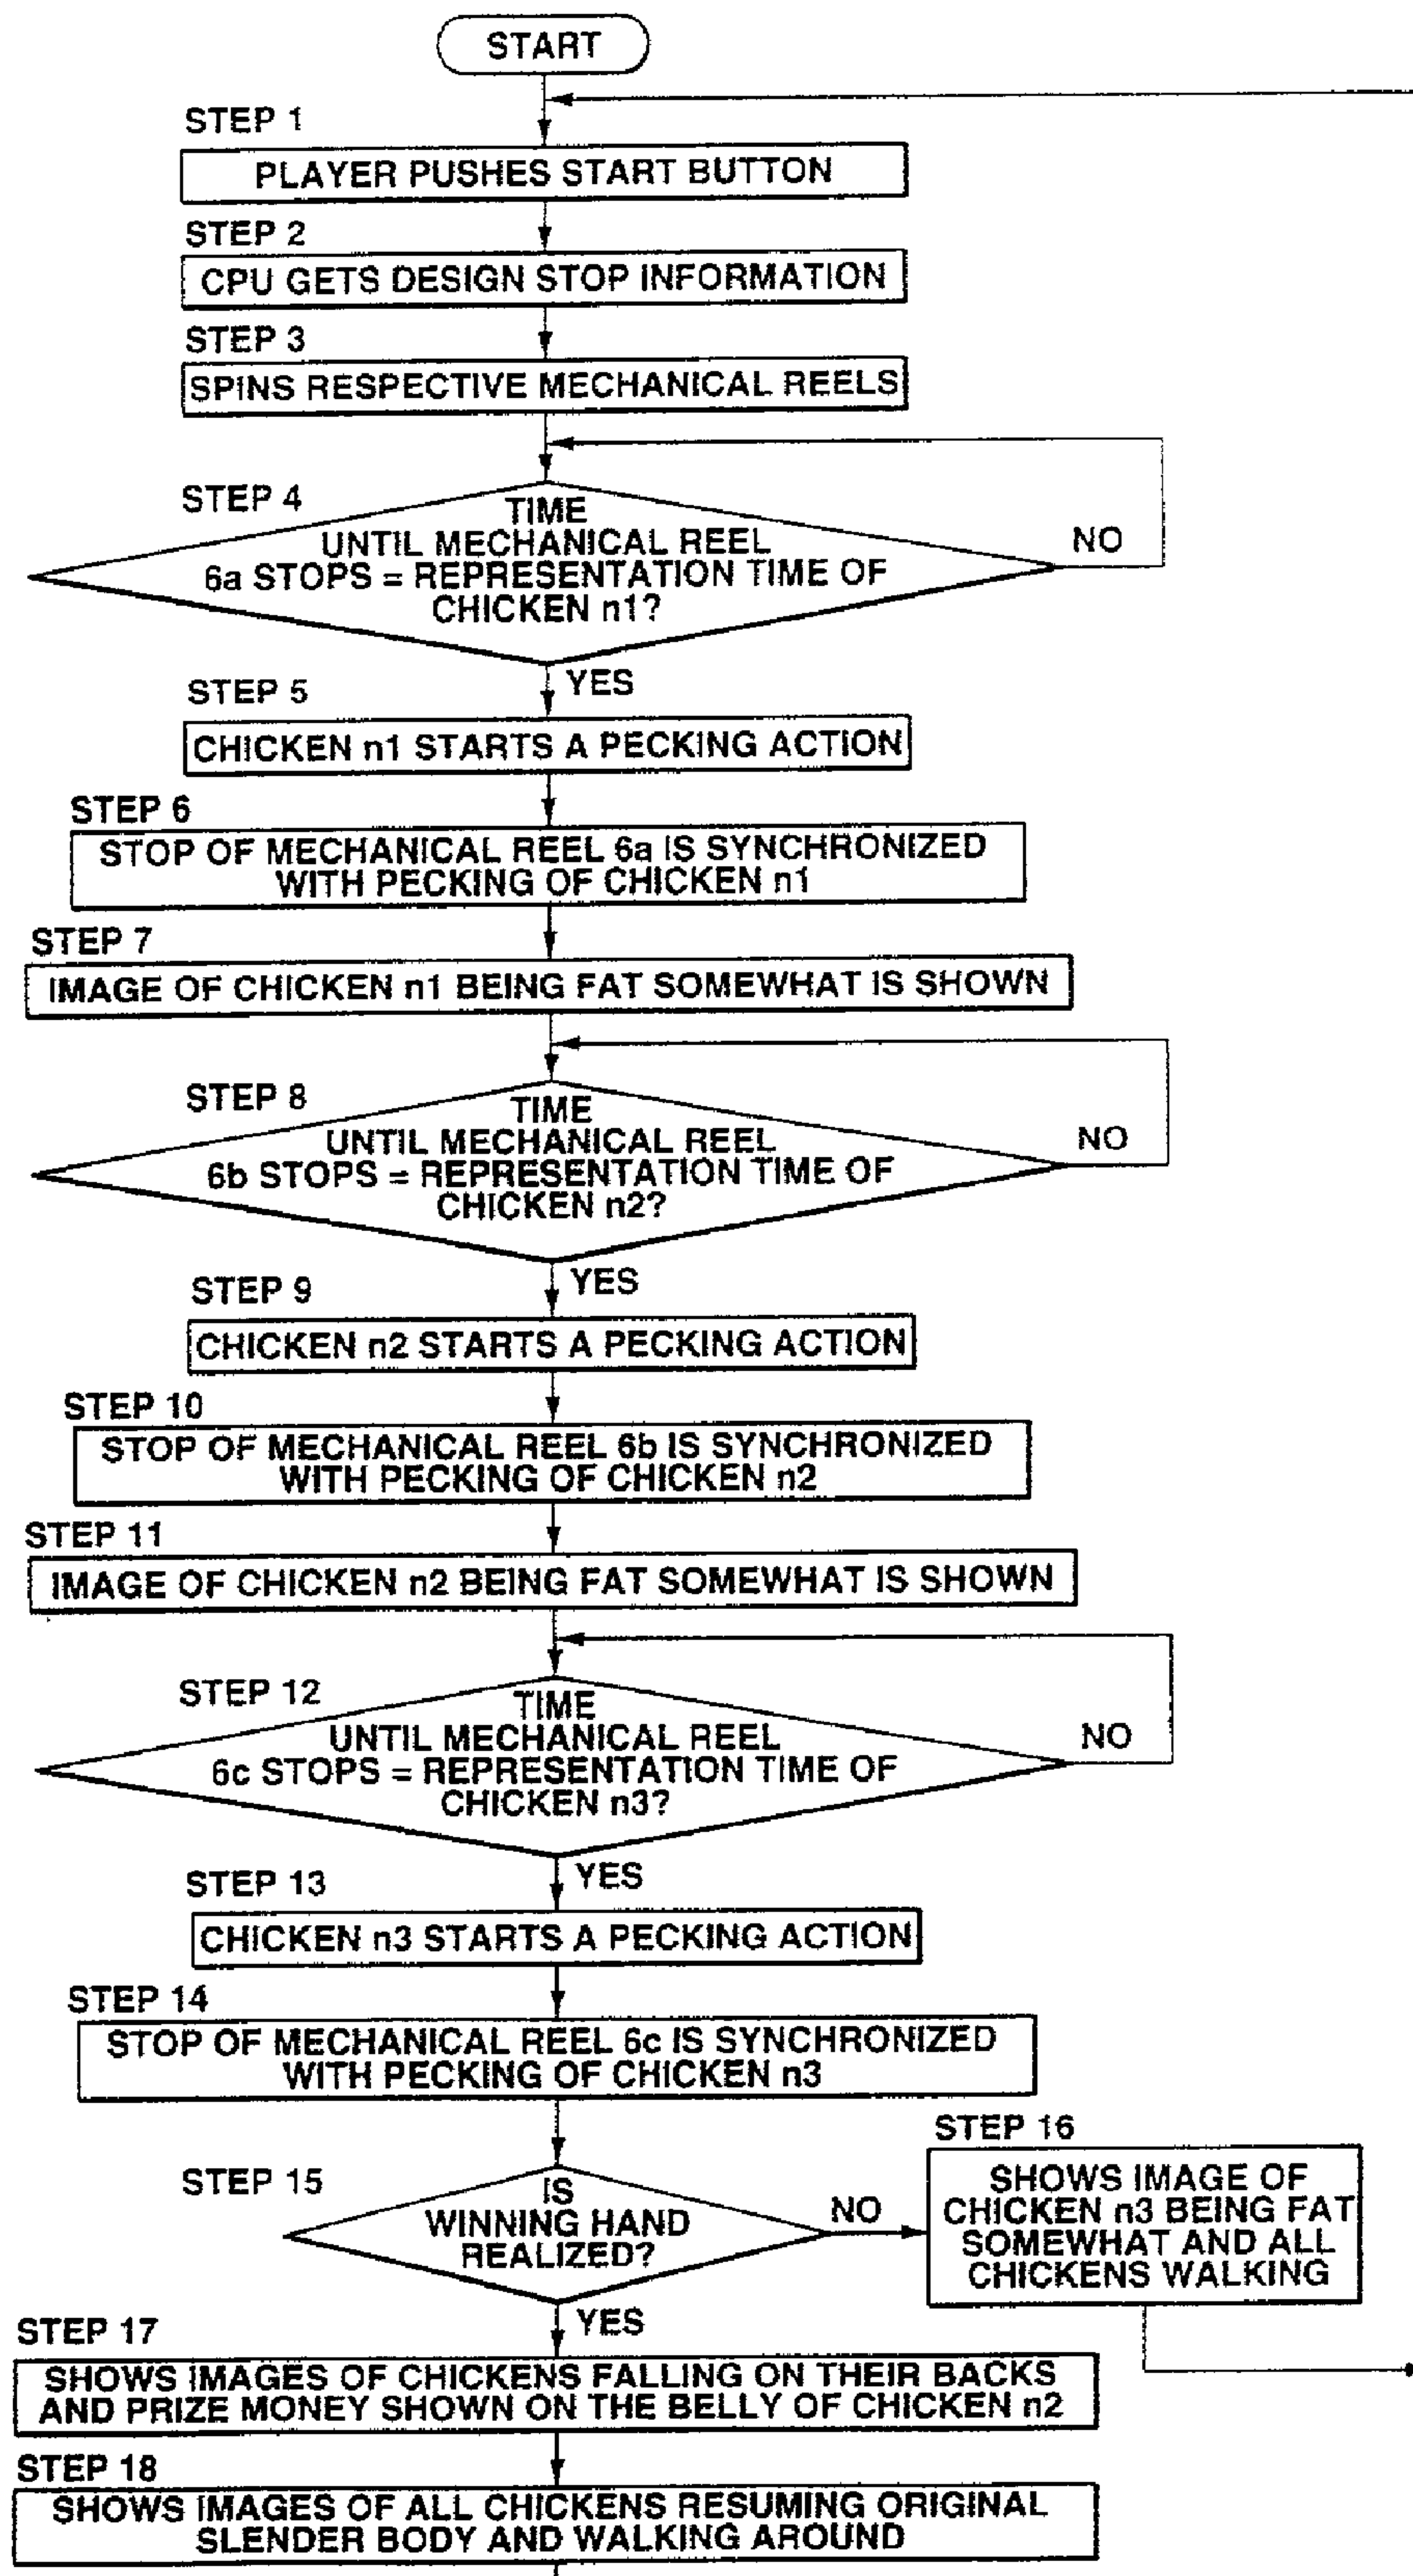 START
STEP 1
PLAYER PUSHES START BUTTON
STEP 2
CPU GETS DESIGN STOP INFORMATION
STEP 3
SPINS RESPECTIVE MECHANICAL REELS
STEP 4
TIME
UNTIL MECHANICAL REEL
6a STOPS = REPRESENTATION TIME OF
CHICKEN n1?
NO
YES
STEP 5
CHICKEN n1 STARTS A PECKING ACTION
STEP 6
STOP OF MECHANICAL REEL 6a IS SYNCHRONIZED
WITH PECKING OF CHICKEN n1
STEP 7
IMAGE OF CHICKEN n1 BEING FAT SOMEWHAT IS SHOWN
STEP 8
TIME
UNTIL MECHANICAL REEL
6b STOPS = REPRESENTATION TIME OF
CHICKEN n2?
NO
YES
STEP 9
CHICKEN n2 STARTS A PECKING ACTION
STEP 10
STOP OF MECHANICAL REEL 6b IS SYNCHRONIZED
WITH PECKING OF CHICKEN n2
STEP 11
IMAGE OF CHICKEN n2 BEING FAT SOMEWHAT IS SHOWN
STEP 12
TIME
UNTIL MECHANICAL REEL
6c STOPS = REPRESENTATION TIME OF
CHICKEN n3?
NO
YES
STEP 13
CHICKEN n3 STARTS A PECKING ACTION
STEP 14
STOP OF MECHANICAL REEL 6c IS SYNCHRONIZED
WITH PECKING OF CHICKEN n3
STEP 15
IS
WINNING HAND
REALIZED?
NO
STEP 16
SHOWS IMAGE OF
CHICKEN n3 BEING FAT
SOMEWHAT AND ALL
CHICKENS WALKING
YES
STEP 17
SHOWS IMAGES OF CHICKENS FALLING ON THEIR BACKS
AND PRIZE MONEY SHOWN ON THE BELLY OF CHICKEN n2
STEP 18
SHOWS IMAGES OF ALL CHICKENS RESUMING ORIGINAL
SLENDER BODY AND WALKING AROUND